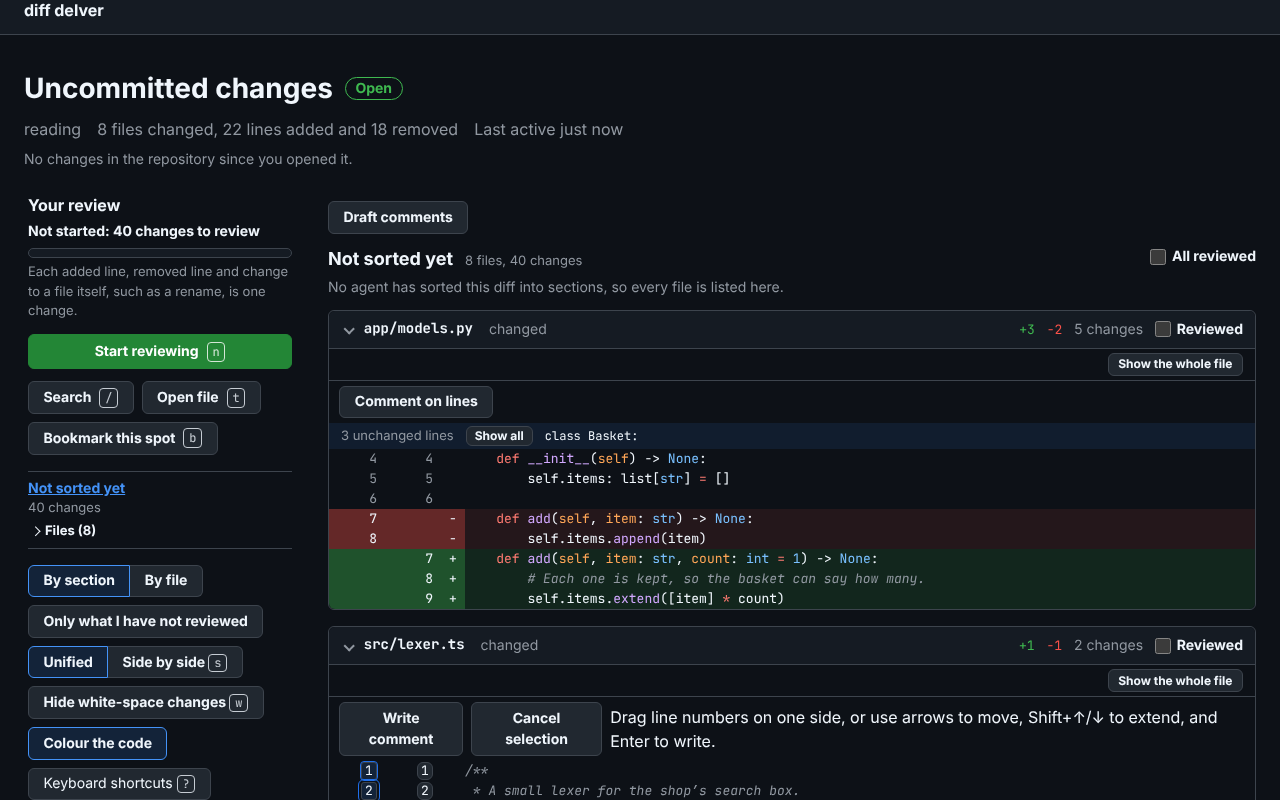 diff delver
Uncommitted changes Open
reading 8 files changed, 22 lines added and 18 removed Last active just now
No changes in the repository since you opened it.
Your review
Not started: 40 changes to review
Each added line, removed line and change
to a file itself, such as a rename, is one
change.
Start reviewing n
Search / Open file t
Bookmark this spot b
Not sorted yet
40 changes
Files (8)
By section By file
Only what I have not reviewed
Unified Side by side s
Hide white-space changes w
Colour the code
Keyboard shortcuts ?
Draft comments
Not sorted yet 8 files, 40 changes All reviewed
No agent has sorted this diff into sections, so every file is listed here.
app/models.py changed +3 -2 5 changes Reviewed
Show the whole file
Comment on lines
3 unchanged lines Show all class Basket:
4 4 def __init__(self) -> None:
5 5 self.items: list[str] = []
6 6
7 - def add(self, item: str) -> None:
8 - self.items.append(item)
7 + def add(self, item: str, count: int = 1) -> None:
8 + # Each one is kept, so the basket can say how many.
9 + self.items.extend([item] * count)
src/lexer.ts changed +1 -1 2 changes Reviewed
Show the whole file
Write comment Cancel selection Drag line numbers on one side, or use arrows to move, Shift+↑/↓ to extend, and
Enter to write.
1 1 /**
2 2 * A small lexer for the shop’s search box.